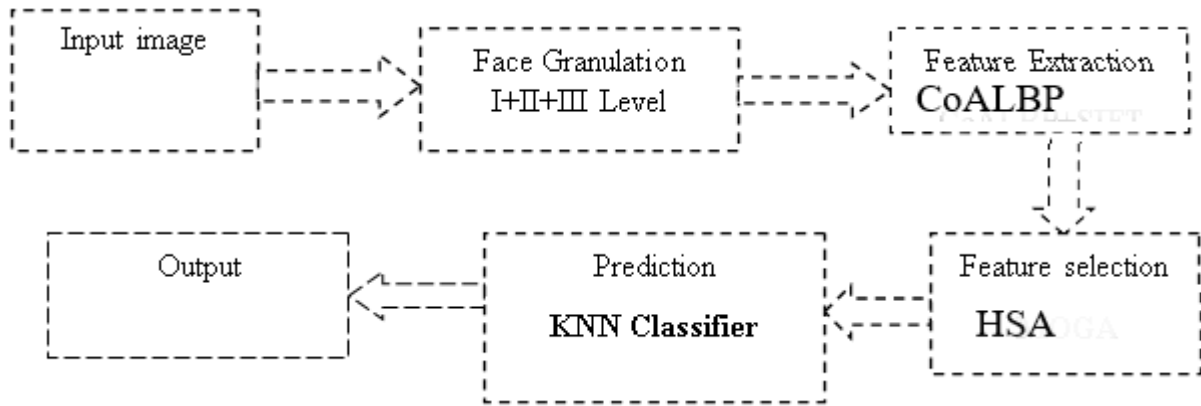 Input image
Face Granulation
I+II+III Level
Feature Extraction
CoALBP
Feature selection
HSA
Prediction
KNN Classifier
Output